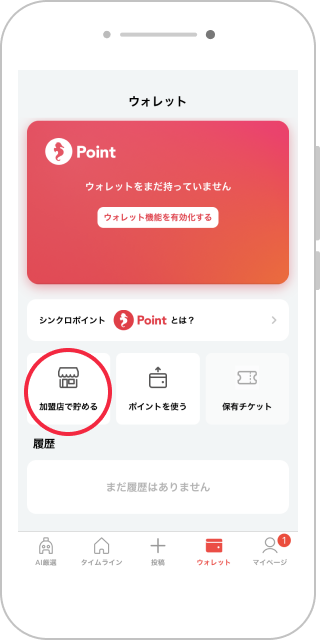 ウォレット
Point
ウォレットをまだ持っていません
ウォレット機能を有効化する
シンクロポイント Point とは？
加盟店で貯める ポイントを使う 保有チケット
履歴
まだ履歴はありません
1
AI厳選 タイムライン 投稿 ウォレット マイページ